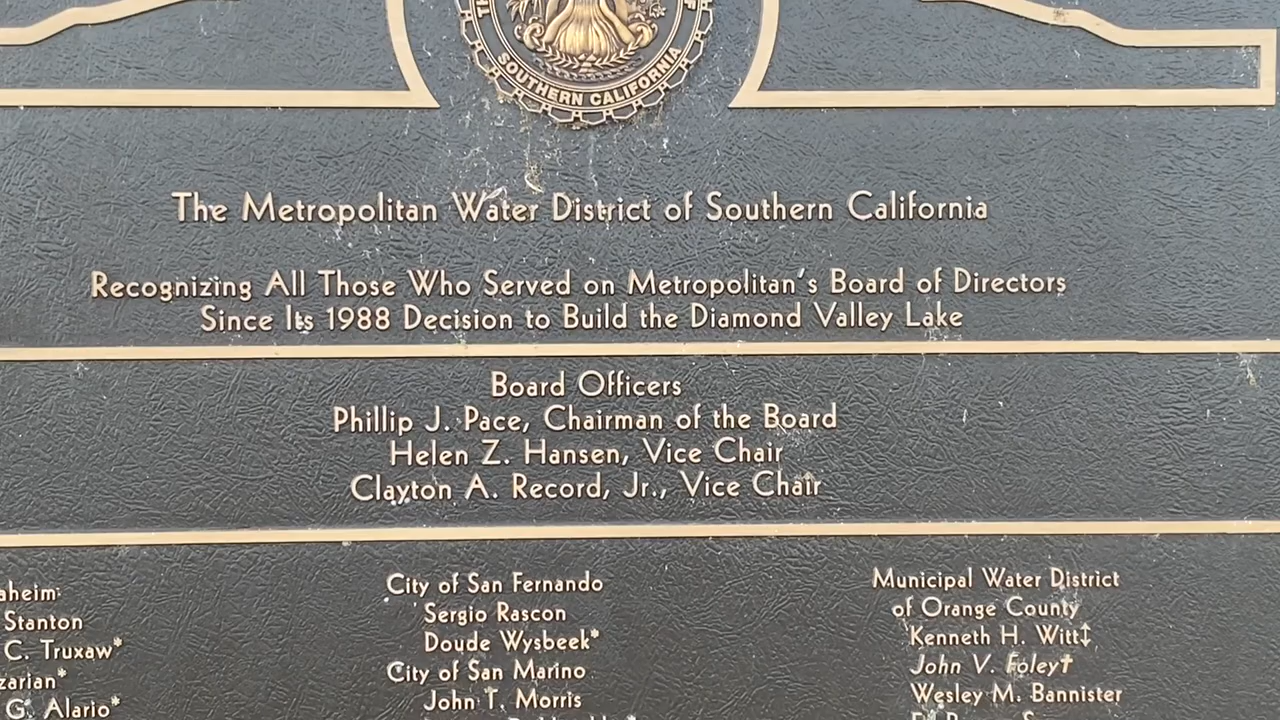 SOUTHERN CALIFORNIA
The Metropolitan Water District of Southern California
Recognizing All Those Who Served on Metropolitan's Board of Directors
Since Its 1988 Decision to Build the Diamond Valley Lake
Board Officers
Phillip J. Pace, Chairman of the Board
Helen Z. Hansen, Vice Chair
Clayton A. Record, Jr., Vice Chair
aheim
Stanton
C. Truxaw*
zarian*
G. Alario*
City of San Fernando
Sergio Rascon
Doude Wysbeek*
City of San Marino
John T. Morris
Municipal Water District
of Orange County
Kenneth H. Witt‡
John V. Foley†
Wesley M. Bannister